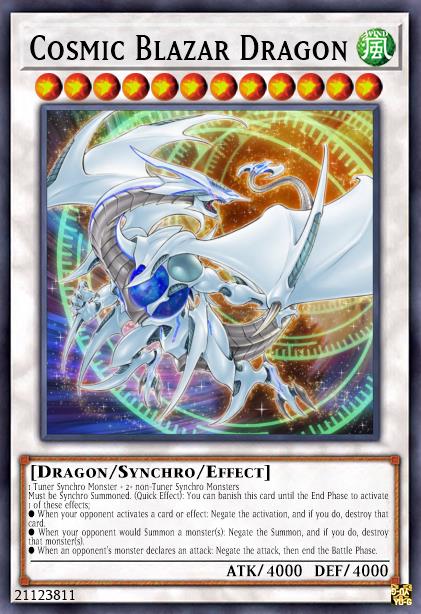 COSMIC BLAZAR DRAGON
WIND
風
[DRAGON/SYNCHRO/EFFECT]
1 Tuner Synchro Monster + 2+ non-Tuner Synchro Monsters
Must be Synchro Summoned. (Quick Effect): You can banish this card until the End Phase to activate
1 of these effects;
● When your opponent activates a card or effect: Negate the activation, and if you do, destroy that
card.
● When your opponent would Summon a monster(s): Negate the Summon, and if you do, destroy
that monster(s).
● When an opponent's monster declares an attack: Negate the attack, then end the Battle Phase.
ATK/4000 DEF/4000
21123811